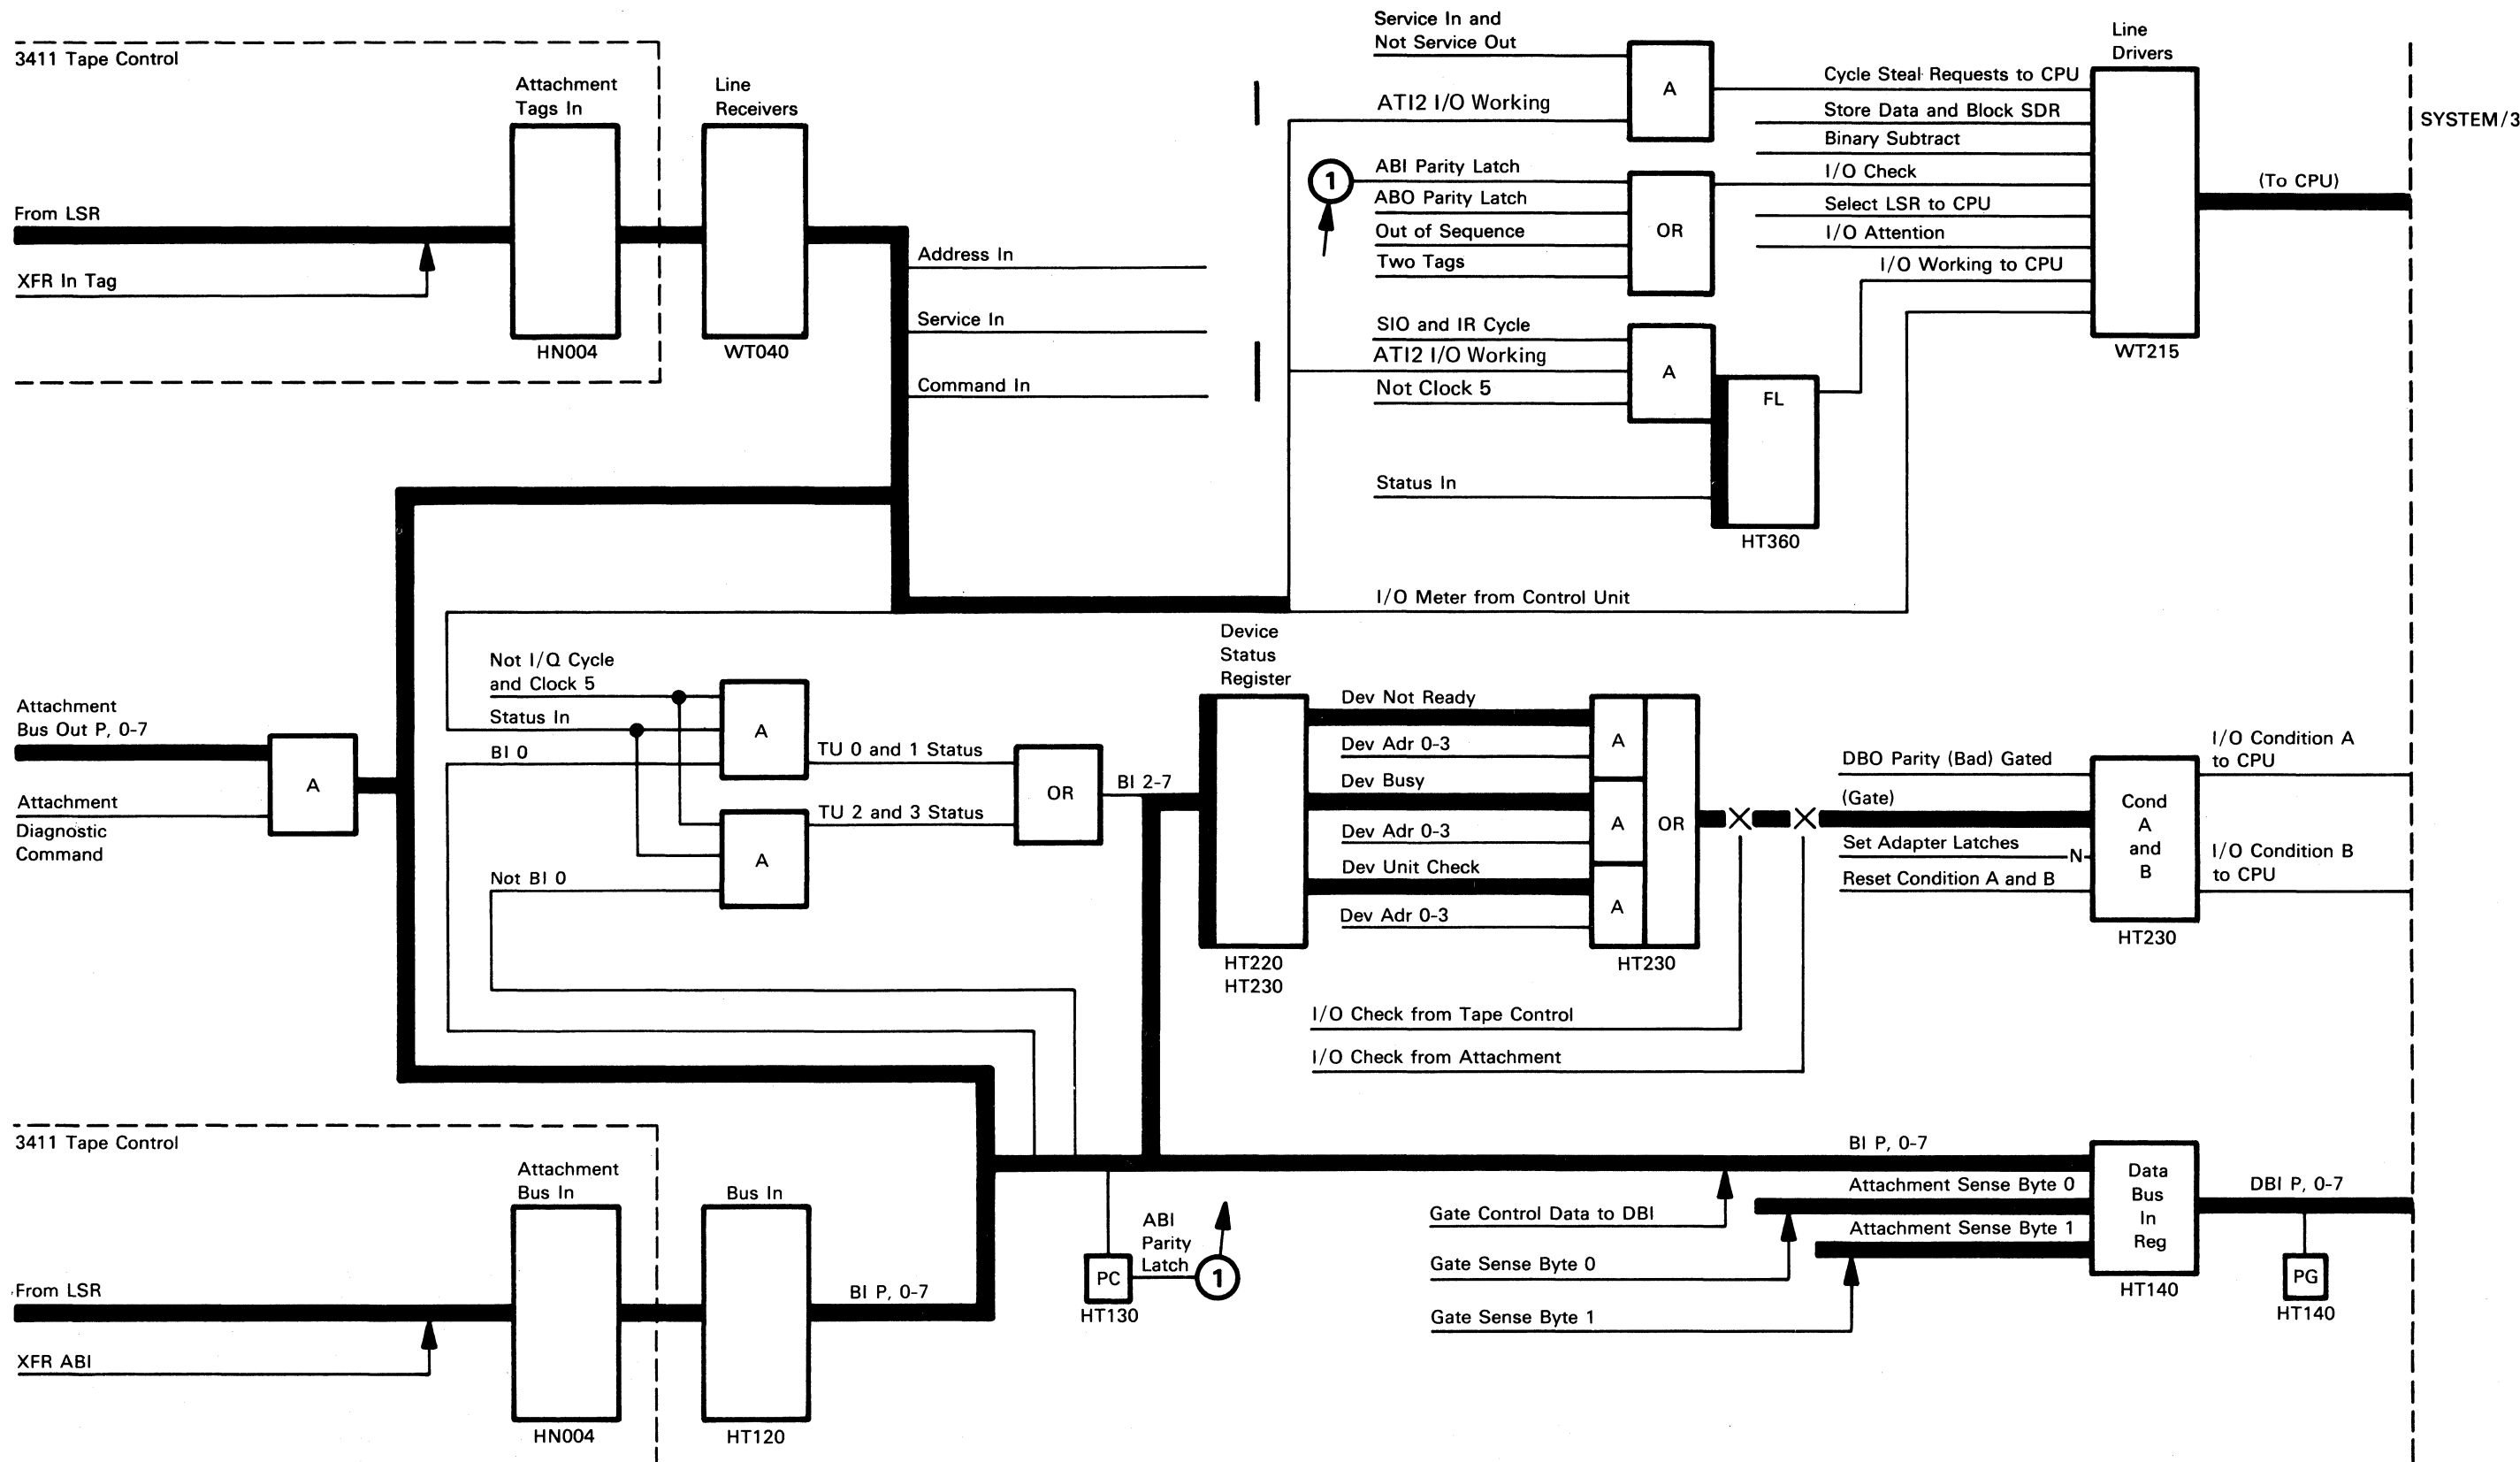 3411 Tape Control
Attachment
Tags In
Line
Receivers
From LSR
XFR In Tag
HN004
WT040
Address In
Service In
Command In
Service In and
Not Service Out
ATI2 I/O Working
A
1
ABI Parity Latch
ABO Parity Latch
Out of Sequence
Two Tags
OR
SIO and IR Cycle
ATI2 I/O Working
Not Clock 5
A
FL
Status In
HT360
Line
Drivers
Cycle Steal Requests to CPU
Store Data and Block SDR
Binary Subtract
I/O Check
Select LSR to CPU
I/O Attention
I/O Working to CPU
WT215
(To CPU)
SYSTEM/3
I/O Meter from Control Unit
Attachment
Bus Out P, 0-7
Attachment
Diagnostic
Command
A
Not I/Q Cycle
and Clock 5
Status In
BI 0
A
TU 0 and 1 Status
A
TU 2 and 3 Status
Not BI 0
OR
BI 2-7
Device
Status
Register
HT220
HT230
Dev Not Ready
Dev Adr 0-3
Dev Busy
Dev Adr 0-3
Dev Unit Check
Dev Adr 0-3
A
A
A
OR
HT230
I/O Check from Tape Control
I/O Check from Attachment
DBO Parity (Bad) Gated
(Gate)
Set Adapter Latches
N
Reset Condition A and B
Cond
A
and
B
HT230
I/O Condition A
to CPU
I/O Condition B
to CPU
3411 Tape Control
Attachment
Bus In
Bus In
From LSR
XFR ABI
HN004
HT120
BI P, 0-7
PC
HT130
ABI
Parity
Latch
1
BI P, 0-7
Attachment Sense Byte 0
Attachment Sense Byte 1
Gate Control Data to DBI
Gate Sense Byte 0
Gate Sense Byte 1
Data
Bus
In
Reg
HT140
DBI P, 0-7
PG
HT140